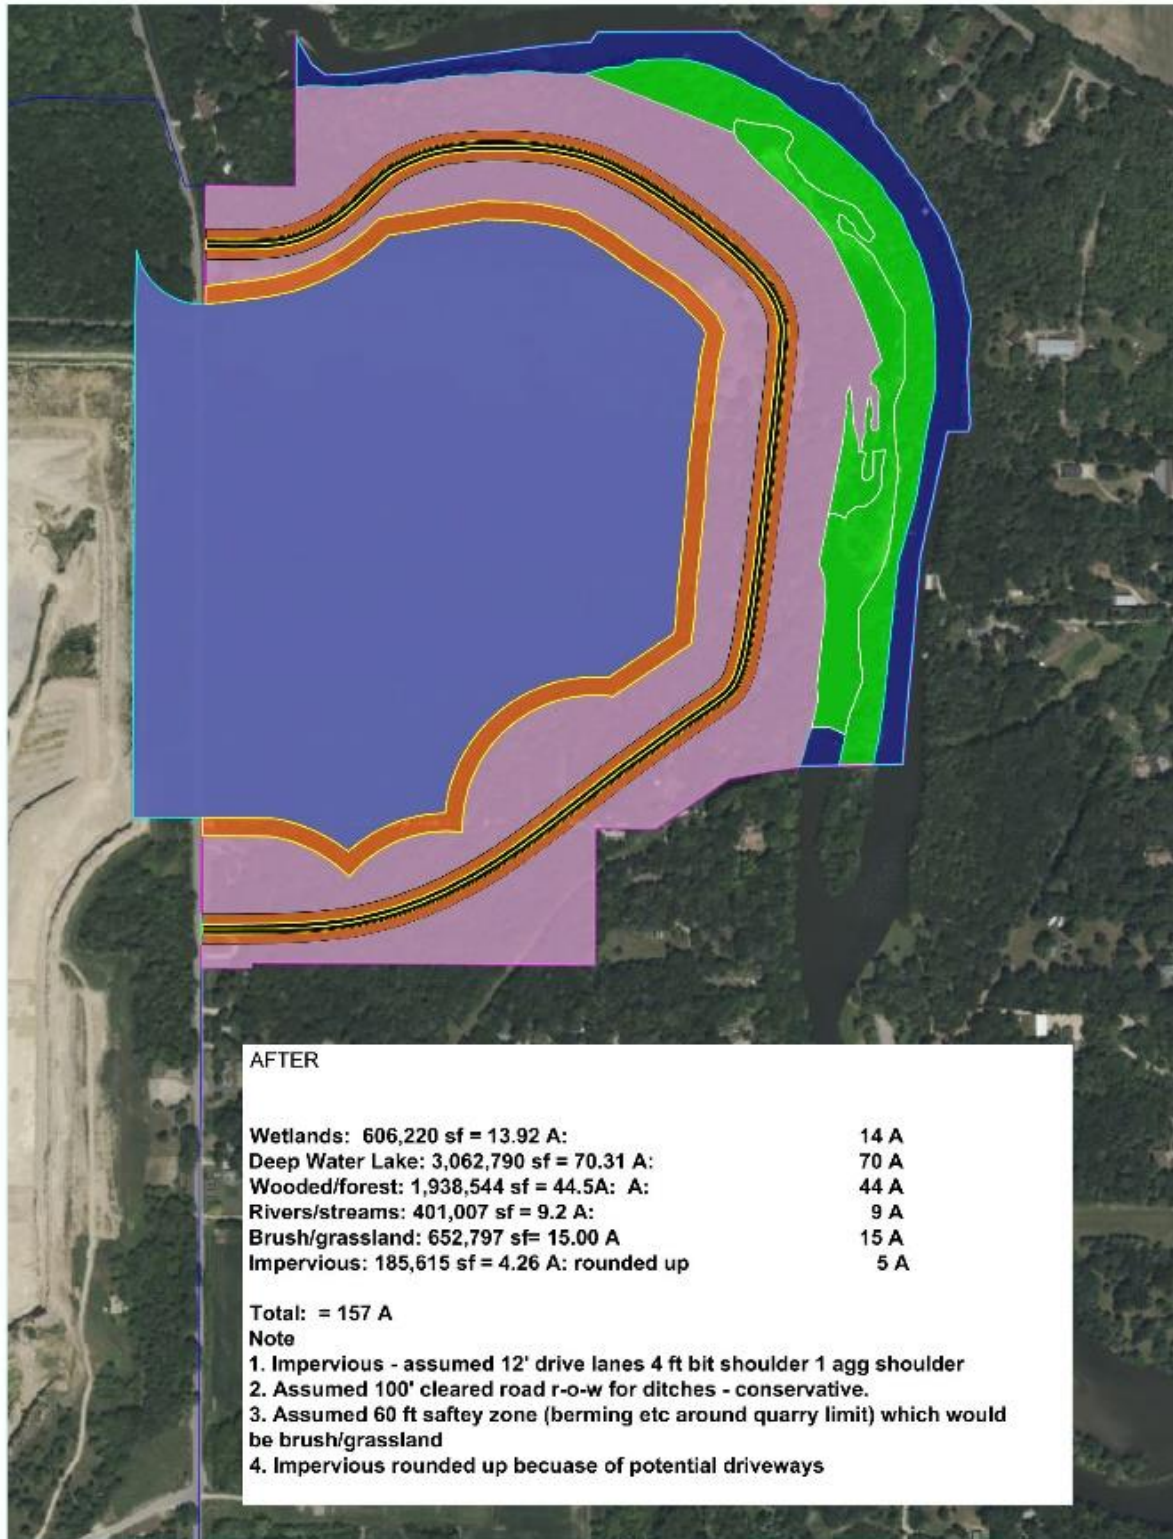 AFTER
Wetlands: 606,220 sf = 13.92 A: 14 A
Deep Water Lake: 3,062,790 sf = 70.31 A: 70 A
Wooded/forest: 1,938,544 sf = 44.5A: A: 44 A
Rivers/streams: 401,007 sf = 9.2 A: 9 A
Brush/grassland: 652,797 sf= 15.00 A 15 A
Impervious: 185,615 sf = 4.26 A: rounded up 5 A
Total: = 157 A
Note
1. Impervious - assumed 12' drive lanes 4 ft bit shoulder 1 agg shoulder
2. Assumed 100' cleared road r-o-w for ditches - conservative.
3. Assumed 60 ft saftey zone (berming etc around quarry limit) which would
be brush/grassland
4. Impervious rounded up becuase of potential driveways